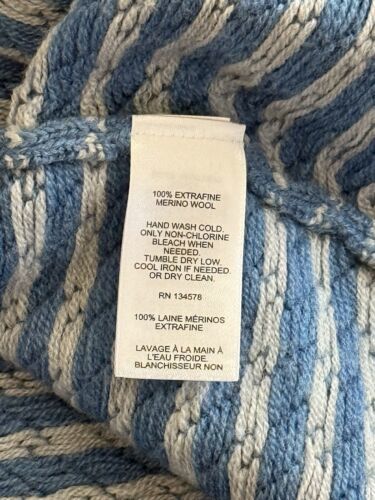 100% EXTRAFINE
MERINO WOOL
HAND WASH COLD.
ONLY NON-CHLORINE
BLEACH WHEN
NEEDED.
TUMBLE DRY LOW.
COOL IRON IF NEEDED.
OR DRY CLEAN.
RN 134578
100% LAINE MÉRINOS
EXTRAFINE
LAVAGE À LA MAIN À
L'EAU FROIDE.
BLANCHISSEUR NON